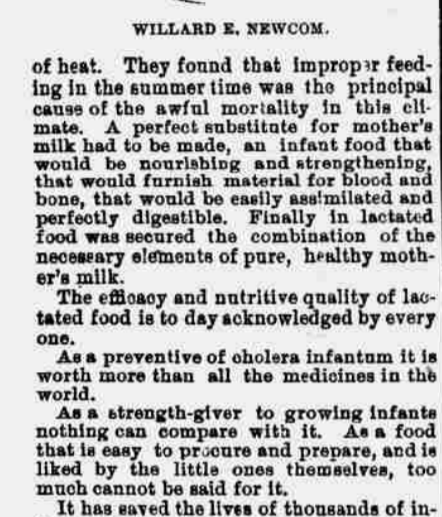 WILLARD E. NEWCOM.
of heat. They found that improper feed-
ing in the summer time was the principal
cause of the awful mortality in this cli-
mate. A perfect substitute for mother's
milk had to be made, an infant food that
would be nourishing and strengthening,
that would furnish material for blood and
bone, that would be easily assimilated and
perfectly digestible. Finally in lactated
food was secured the combination of the
necessary elements of pure, healthy moth-
er's milk.
The efficacy and nutritive quality of lac-
tated food is to day acknowledged by every
one.
As a preventive of cholera infantum it is
worth more than all the medicines in the
world.
As a strength-giver to growing infants
nothing can compare with it. As a food
that is easy to procure and prepare, and is
liked by the little ones themselves, too
much cannot be said for it.
It has saved the lives of thousands of in-